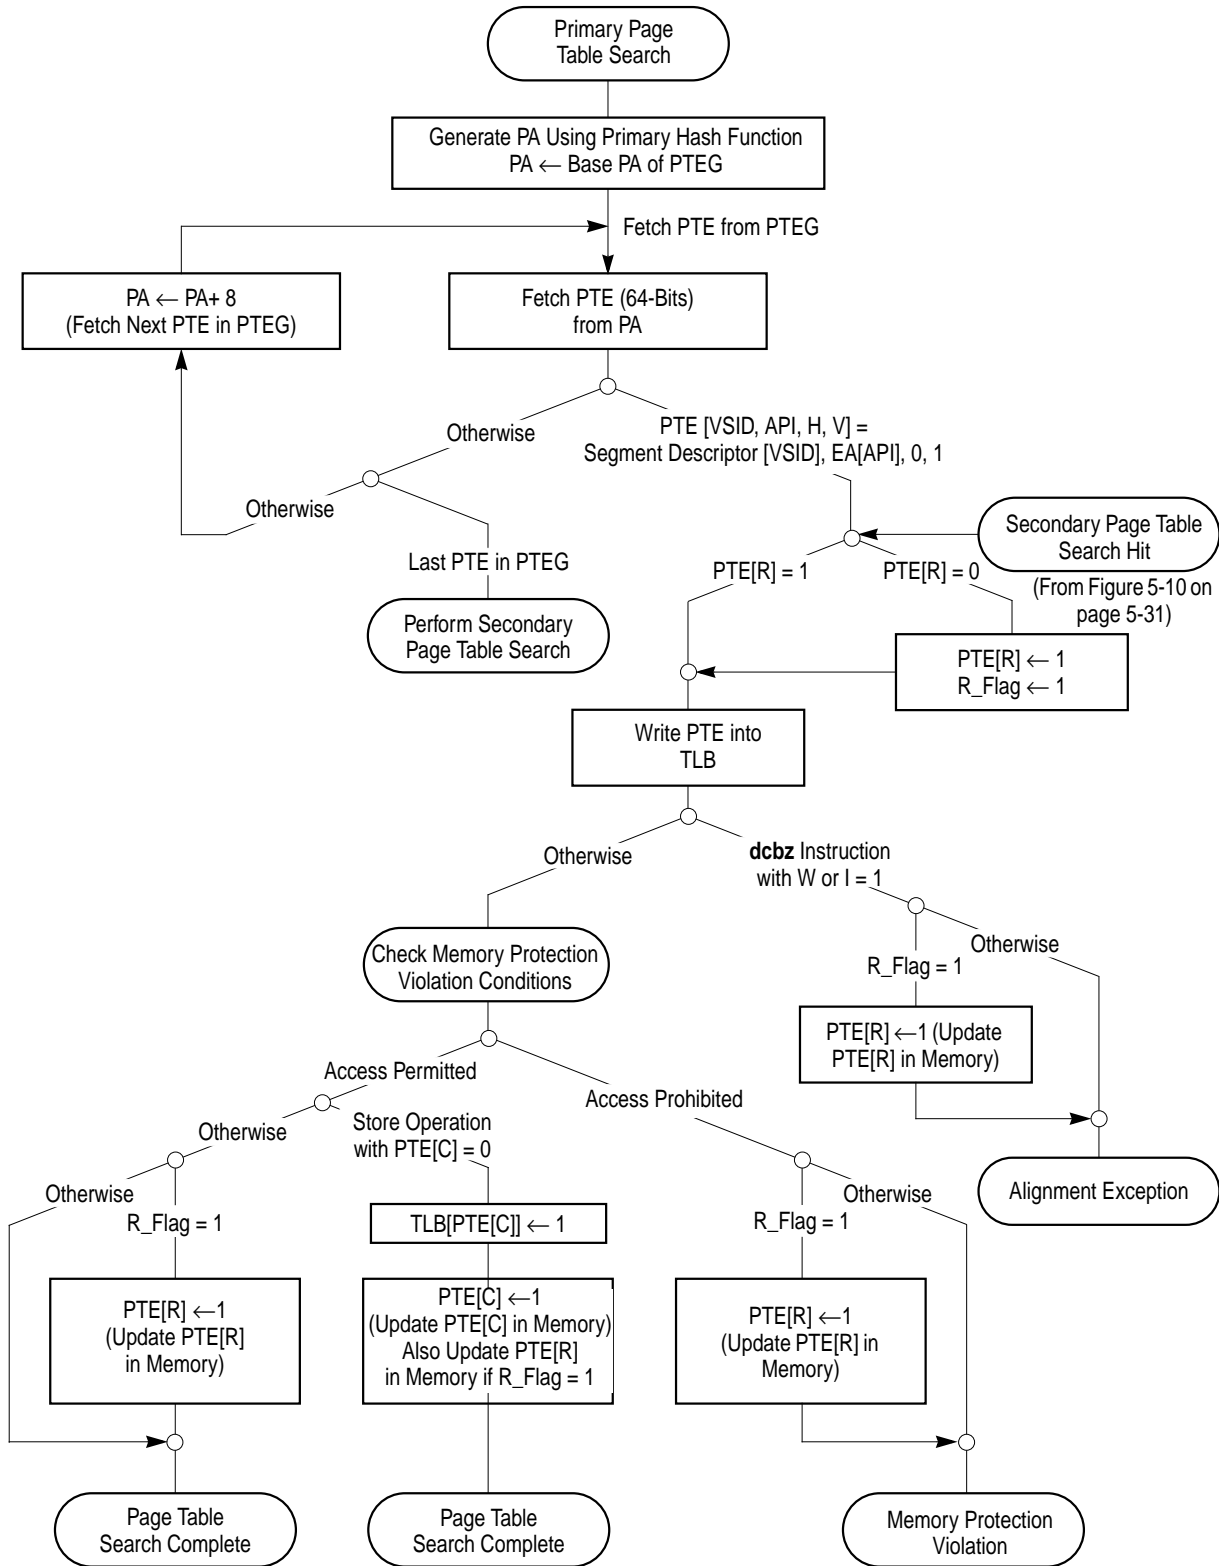 Primary Page
Table Search
Generate PA Using Primary Hash Function
PA ← Base PA of PTEG
Fetch PTE from PTEG
PA ← PA+ 8
(Fetch Next PTE in PTEG)
Fetch PTE (64-Bits)
from PA
Otherwise
PTE [VSID, API, H, V] =
Segment Descriptor [VSID], EA[API], 0, 1
Otherwise
Last PTE in PTEG
Perform Secondary
Page Table Search
Secondary Page Table
Search Hit
(From Figure 5-10 on
page 5-31)
PTE[R] = 1
PTE[R] = 0
PTE[R] ← 1
R_Flag ← 1
Write PTE into
TLB
Otherwise
dcbz Instruction
with W or I = 1
Check Memory Protection
Violation Conditions
R_Flag = 1
Otherwise
PTE[R] ←1 (Update
PTE[R] in Memory)
Alignment Exception
Access Permitted
Access Prohibited
Otherwise
Store Operation
with PTE[C] = 0
Otherwise
R_Flag = 1
TLB[PTE[C]] ← 1
R_Flag = 1
Otherwise
PTE[R] ←1
(Update PTE[R]
in Memory)
PTE[C] ←1
(Update PTE[C] in Memory)
Also Update PTE[R]
in Memory if R_Flag = 1
PTE[R] ←1
(Update PTE[R] in
Memory)
Page Table
Search Complete
Page Table
Search Complete
Memory Protection
Violation